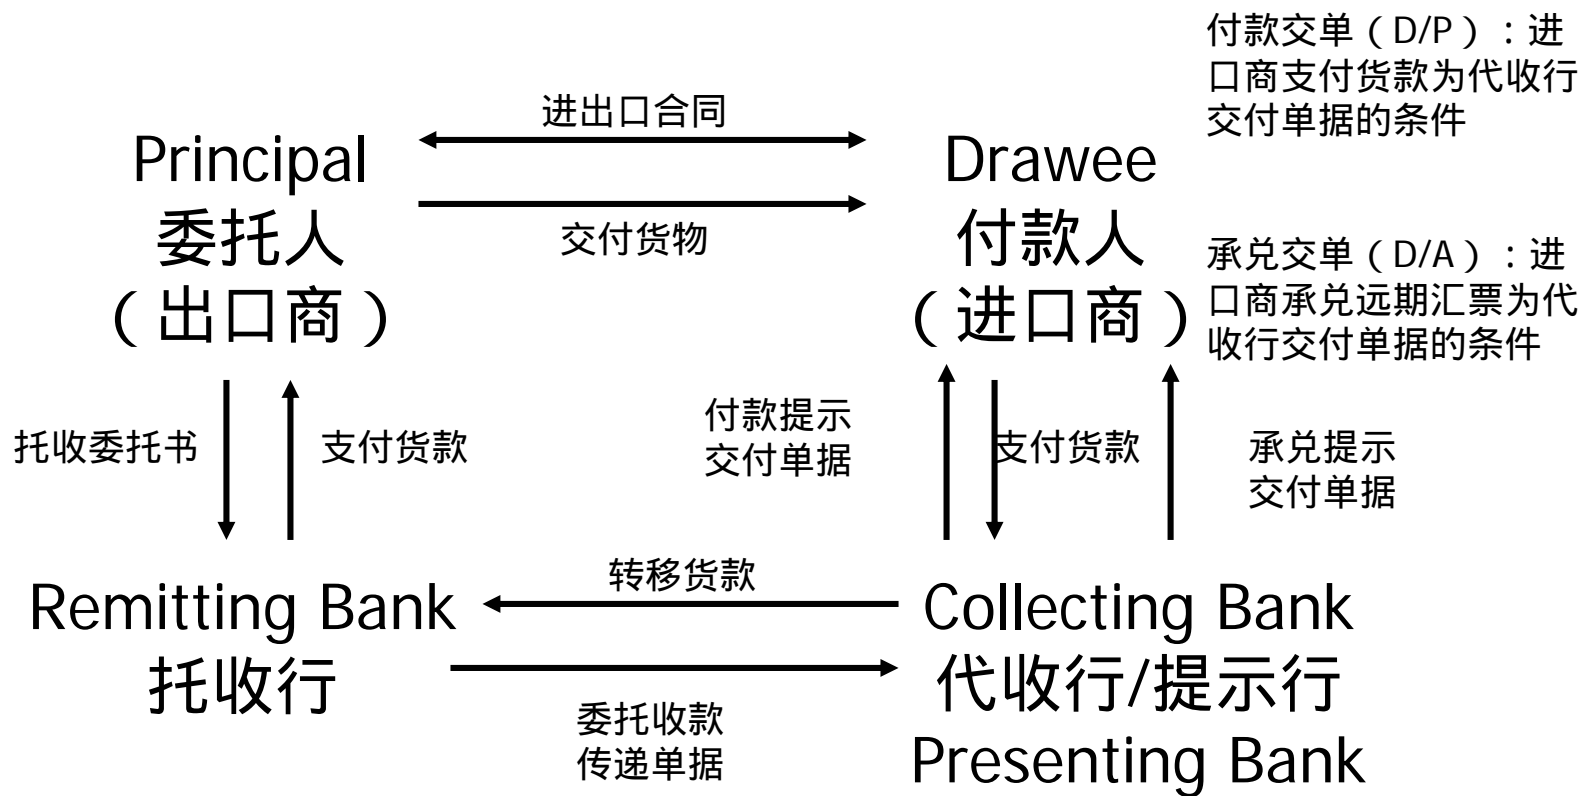 付款交单（D/P）：进
口商支付货款为代收行
交付单据的条件
进出口合同
Principal
委托人
（出口商）
Drawee
付款人
（进口商）
交付货物
承兑交单（D/A）：进
口商承兑远期汇票为代
收行交付单据的条件
托收委托书
支付货款
付款提示
交付单据
支付货款
承兑提示
交付单据
转移货款
Remitting Bank
托收行
Collecting Bank
代收行/提示行
Presenting Bank
委托收款
传递单据